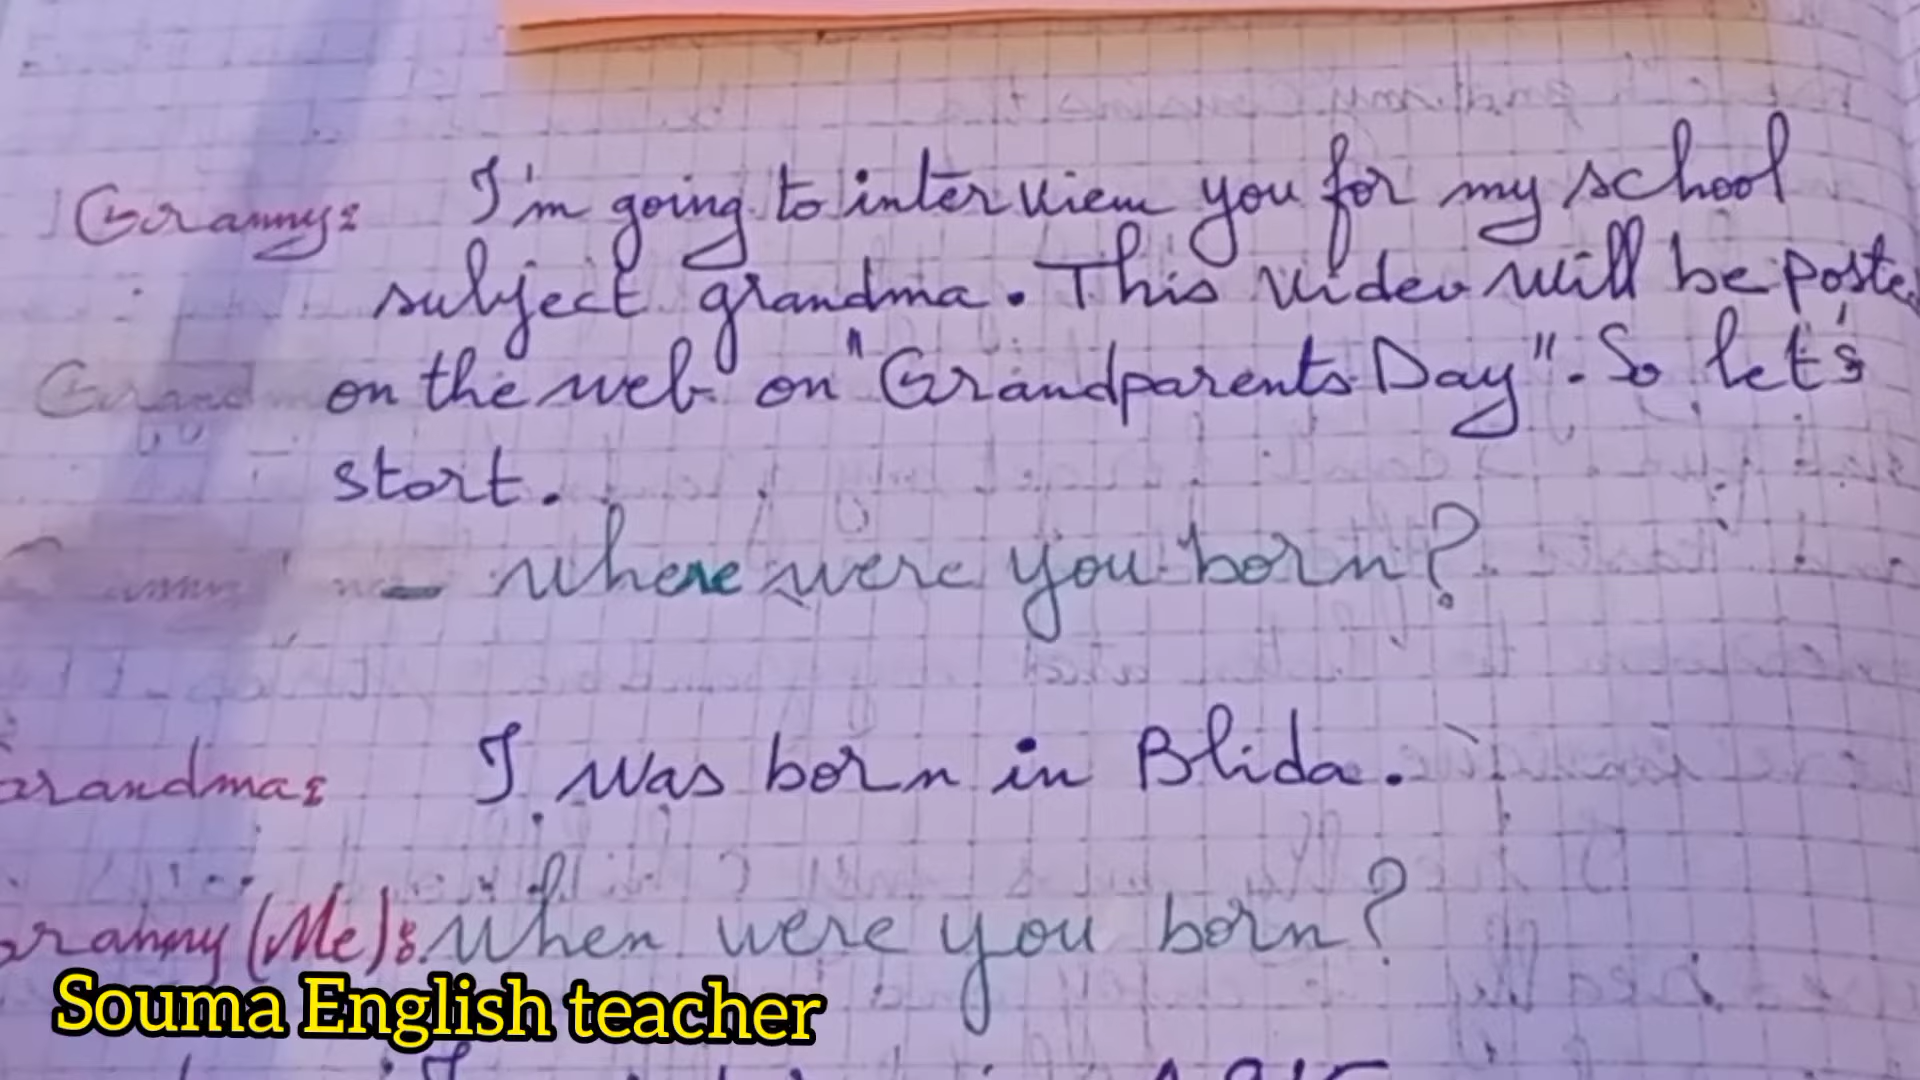 Granny: I'm going to interview you for my school
subject grandma. This video will be poste
on the web on "Grandparents Day". So let's
start.
- Where were you born?
Grandma: I was born in Blida.
Granny (Me): When were you born?
Souma English teacher